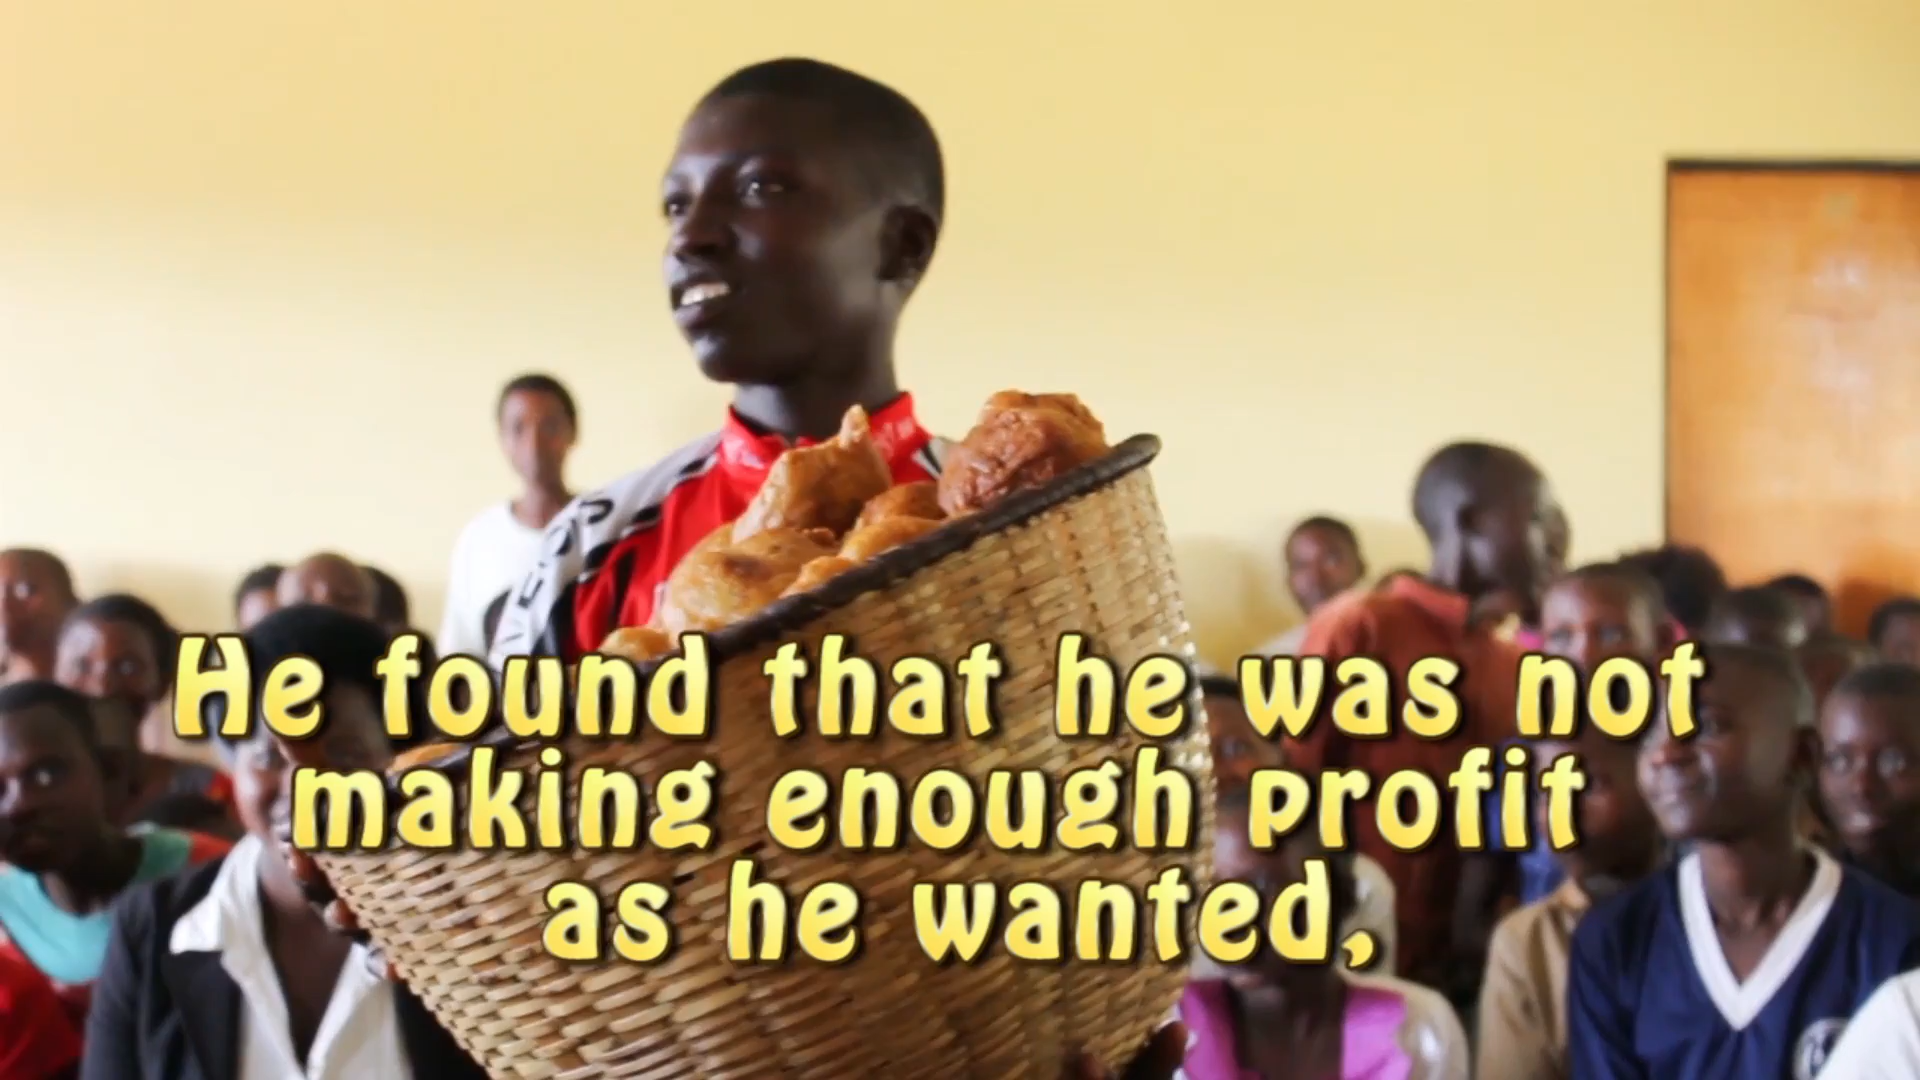 He found that he was not
making enough profit
as he wanted,